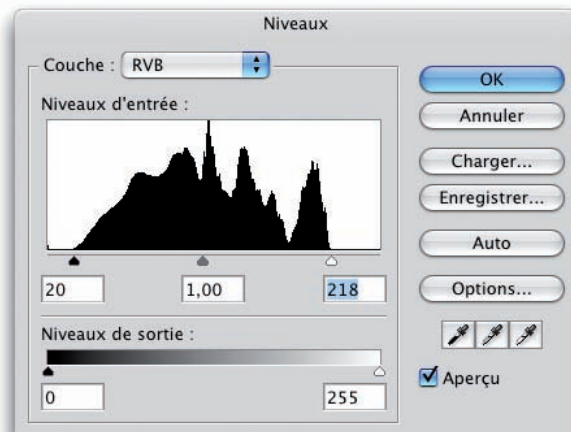 Niveaux
Couche : RVB
OK
Niveaux d'entrée :
Annuler
Charger...
Enregistrer...
Auto
20 1,00 218
Options...
Niveaux de sortie :
Aperçu
0 255